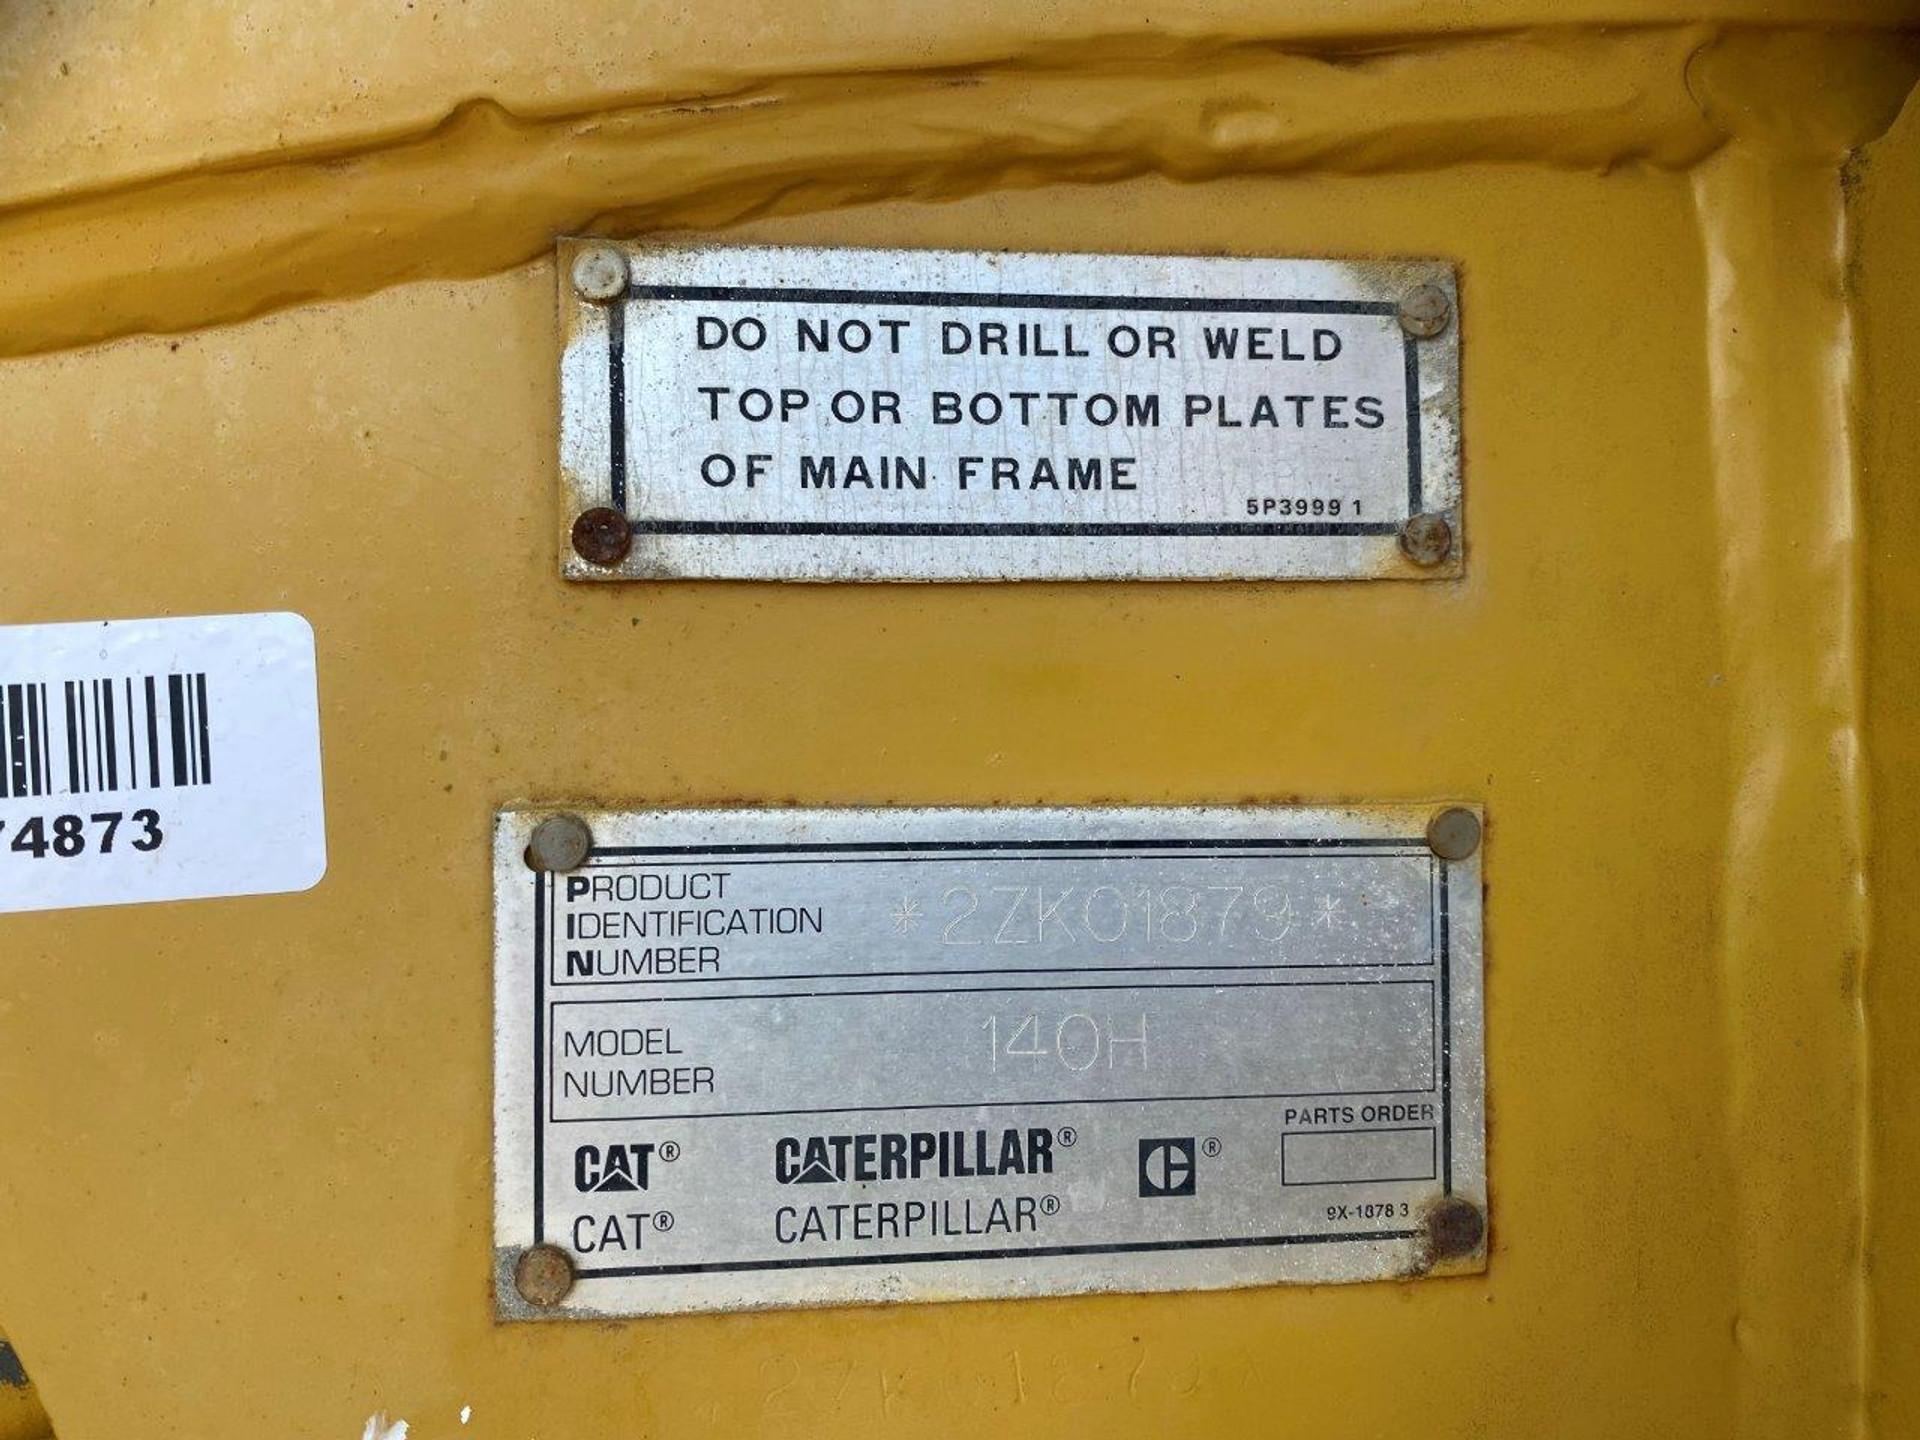 DO NOT DRILL OR WELD
TOP OR BOTTOM PLATES
OF MAIN FRAME
5P3999 1
74873
PRODUCT
IDENTIFICATION
NUMBER
*2ZK01879*
MODEL
NUMBER
140H
PARTS ORDER
CAT® CATERPILLAR® ®
CAT® CATERPILLAR®
9X-1878 3